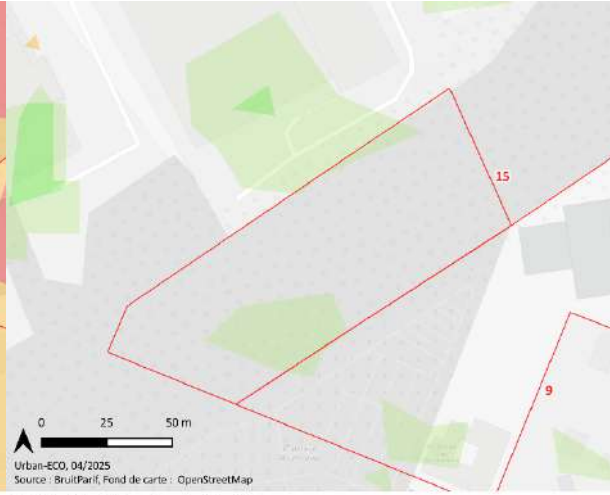 15
9
0 25 50 m
Urban-ECO, 04/2025
Source : BruitParif, Fond de carte : OpenStreetMap